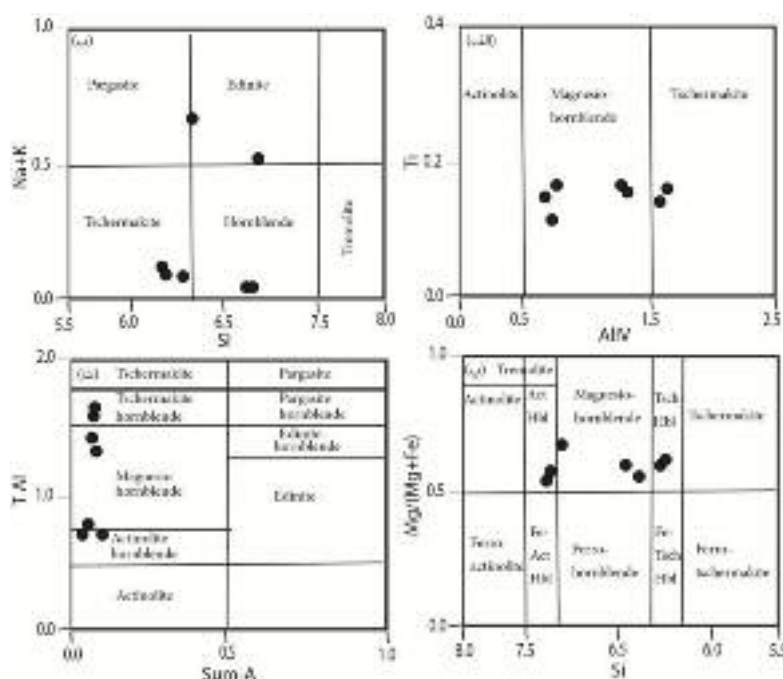 1.0
Pargasite
Edinite
Na+K
0.5
Tschermakite
Hornblende
Tremolite
0.0
5.5
6.0
6.5
7.5
8.0
Si
0.4
Actinolite
Magnesio-
hornblende
Tschermakite
Ti
0.2
0.0
0.0
0.5
1.5
2.5
AlIV
2.0
Tschermakite
Pargasite
Tschermakite
hornblende
Pargasite
hornblende
Edinite
hornblende
T Al
1.0
Magnesio
hornblende
Edinite
Actinolite
hornblende
Actinolite
0.0
0.0
0.5
1.0
Sum-A
1.0
Tremolite
Actinolite
Act
Hbl
Magnesio-
hornblende
Tsch
Hbl
Tschermakite
Mg/(Mg+Fe)
0.5
Ferro
actinolite
Fe-
Act
Hbl
Ferro-
hornblende
Fe-
Tsch
Hbl
Ferro-
tschermakite
0.0
8.0
7.5
6.5
6.0
5.5
Si